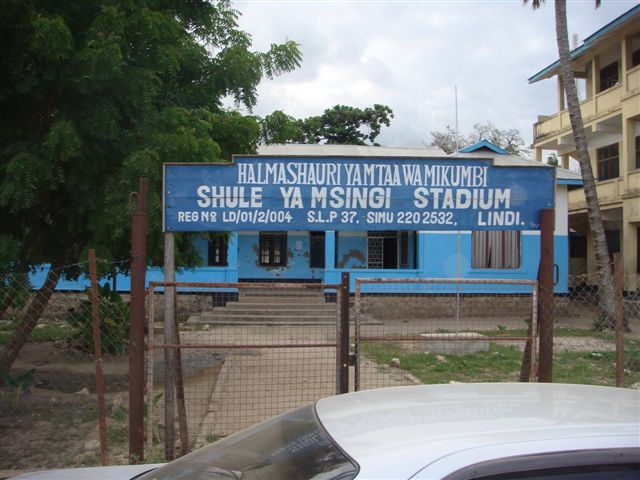 HALMASHAURI YA MTAA WA MIKUMBI
SHULE YA MSINGI STADIUM
REG Nº LD/01/2/004 S.L.P 37, SIMU 220 2532, LINDI.